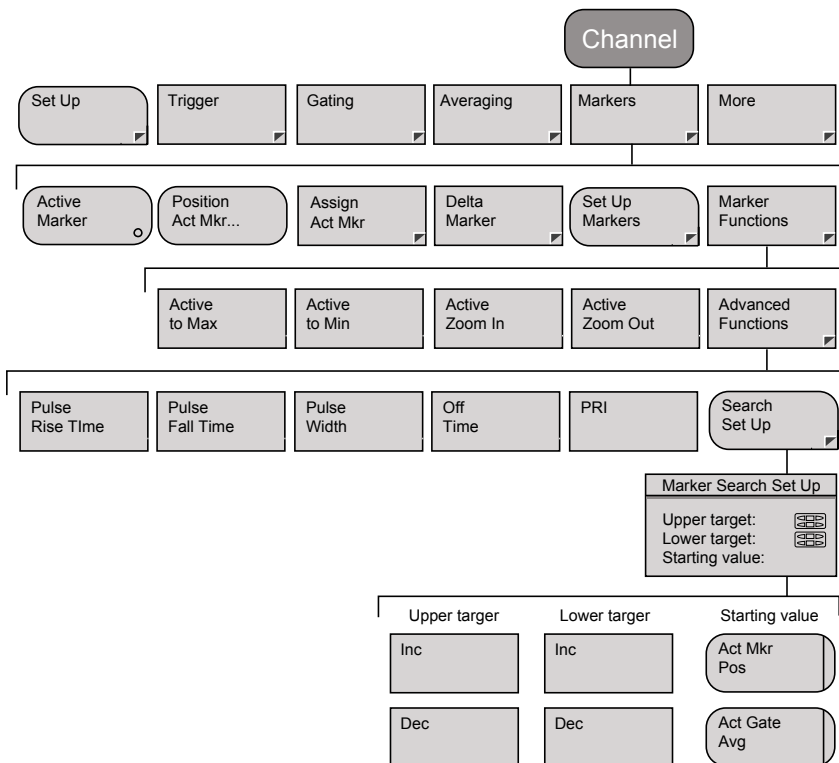 Channel
Set Up
Trigger
Gating
Averaging
Markers
More
Active
Marker
Position
Act Mkr...
Assign
Act Mkr
Delta
Marker
Set Up
Markers
Marker
Functions
Active
to Max
Active
to Min
Active
Zoom In
Active
Zoom Out
Advanced
Functions
Pulse
Rise TIme
Pulse
Fall Time
Pulse
Width
Off
Time
PRI
Search
Set Up
Marker Search Set Up
Upper target:
Lower target:
Starting value:
Upper targer
Lower targer
Starting value
Inc
Inc
Act Mkr
Pos
Dec
Dec
Act Gate
Avg